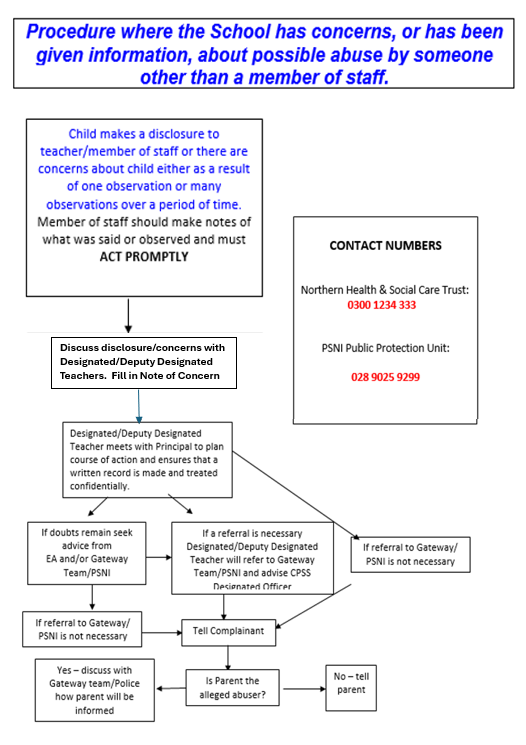 Procedure where the School has concerns, or has been
given information, about possible abuse by someone
other than a member of staff.
Child makes a disclosure to
teacher/member of staff or there are
concerns about child either as a result
of one observation or many
observations over a period of time.
Member of staff should make notes of
what was said or observed and must
ACT PROMPTLY
CONTACT NUMBERS
Northern Health & Social Care Trust:
0300 1234 333
PSNI Public Protection Unit:
028 9025 9299
Discuss disclosure/concerns with
Designated/Deputy Designated
Teachers. Fill in Note of Concern
Designated/Deputy Designated
Teacher meets with Principal to plan
course of action and ensures that a
written record is made and treated
confidentially.
If doubts remain seek
advice from
EA and/or Gateway
Team/PSNI
If a referral is necessary
Designated/Deputy Designated
Teacher will refer to Gateway
Team/PSNI and advise CPSS
Designated Officer
If referral to Gateway/
PSNI is not necessary
If referral to Gateway/
PSNI is not necessary
Tell Complainant
Yes – discuss with
Gateway team/Police
how parent will be
informed
Is Parent the
alleged abuser?
No – tell
parent